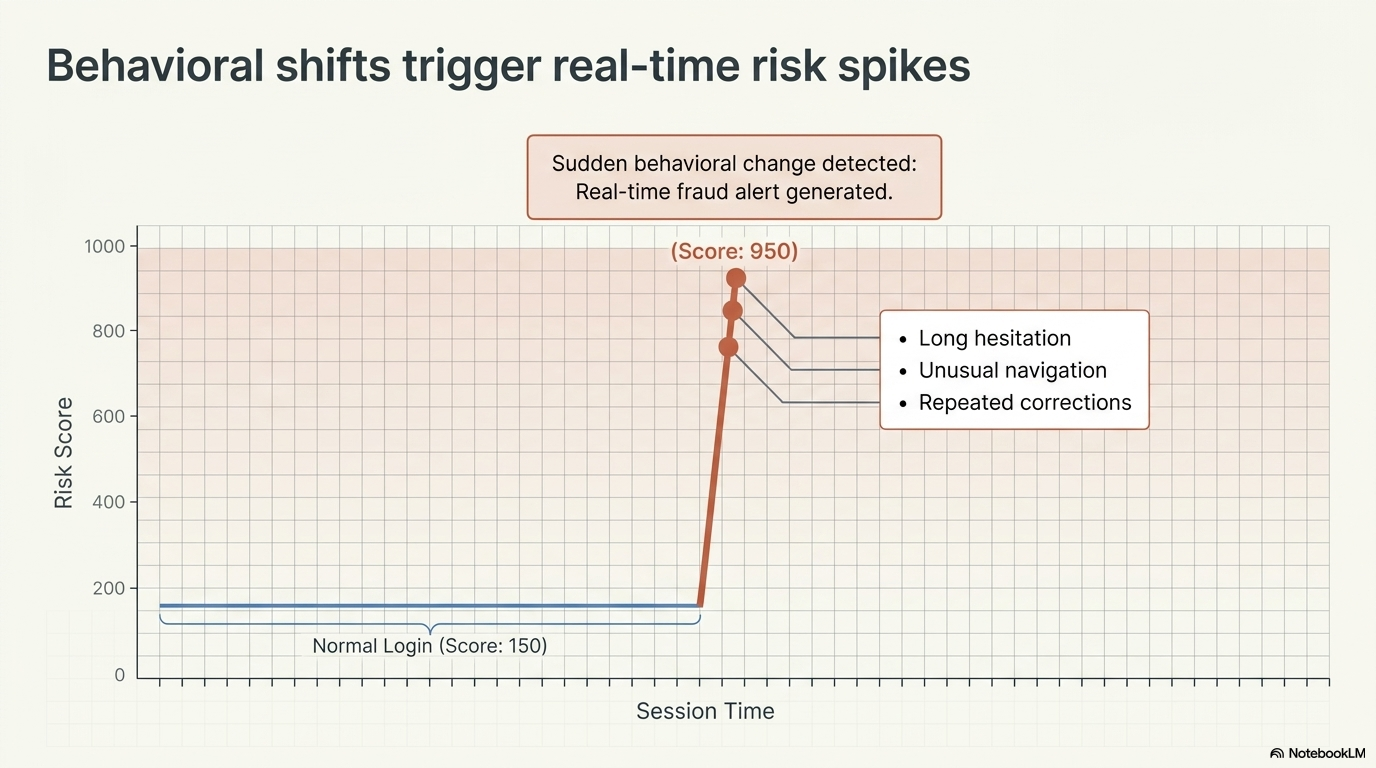 Behavioral shifts trigger real-time risk spikes
Sudden behavioral change detected:
Real-time fraud alert generated.
1000
800
600
400
200
0
Risk Score
(Score: 950)
• Long hesitation
• Unusual navigation
• Repeated corrections
Normal Login (Score: 150)
Session Time
NotebookLM